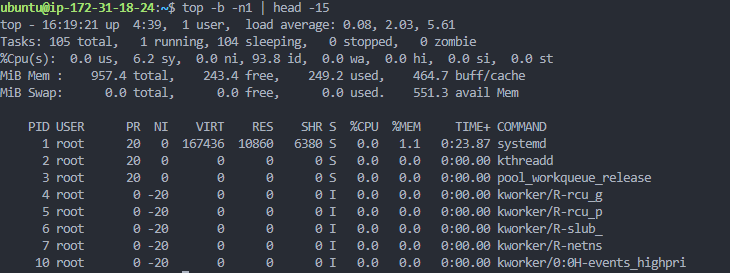 ubuntu@ip-172-31-18-24:~$ top -b -n1 | head -15
top - 16:19:21 up  4:39,  1 user,  load average: 0.08, 2.03, 5.61
Tasks: 105 total,   1 running, 104 sleeping,   0 stopped,   0 zombie
%Cpu(s):  0.0 us,  6.2 sy,  0.0 ni, 93.8 id,  0.0 wa,  0.0 hi,  0.0 si,  0.0 st
MiB Mem :    957.4 total,    243.4 free,    249.2 used,    464.7 buff/cache
MiB Swap:      0.0 total,      0.0 free,      0.0 used.    551.3 avail Mem
PID USER      PR  NI    VIRT    RES    SHR S  %CPU  %MEM     TIME+ COMMAND
1 root      20   0  167436  10860   6380 S   0.0   1.1   0:23.87 systemd
2 root      20   0       0      0      0 S   0.0   0.0   0:00.00 kthreadd
3 root      20   0       0      0      0 S   0.0   0.0   0:00.00 pool_workqueue_release
4 root       0 -20       0      0      0 I   0.0   0.0   0:00.00 kworker/R-rcu_g
5 root       0 -20       0      0      0 I   0.0   0.0   0:00.00 kworker/R-rcu_p
6 root       0 -20       0      0      0 I   0.0   0.0   0:00.00 kworker/R-slub_
7 root       0 -20       0      0      0 I   0.0   0.0   0:00.00 kworker/R-netns
10 root       0 -20       0      0      0 I   0.0   0.0   0:00.00 kworker/0:0H-events_highpri